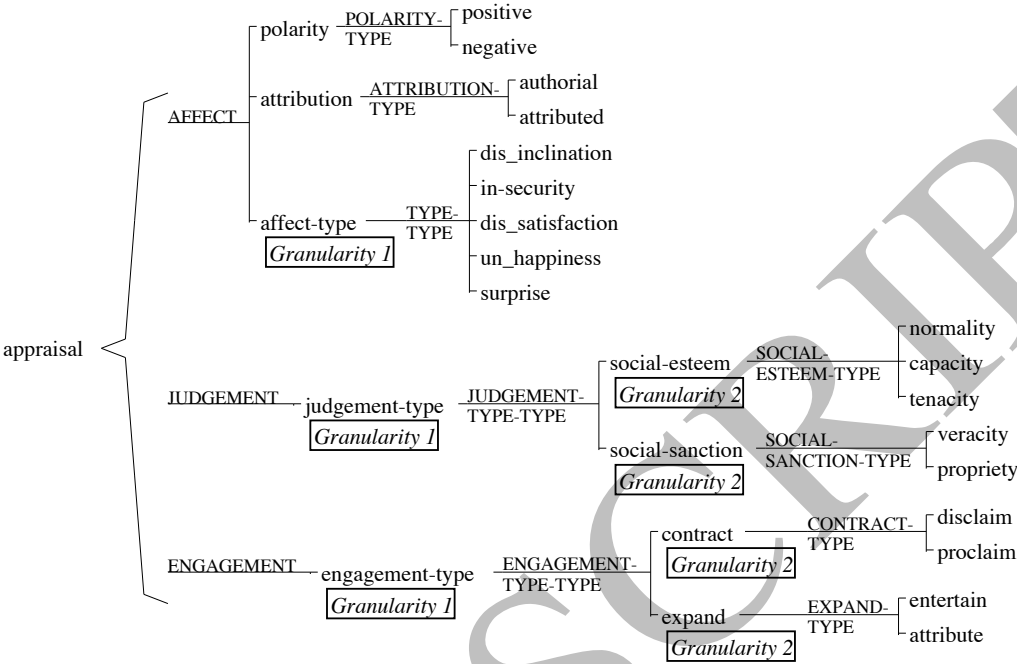 appraisal
AFFECT
polarity
POLARITY-
TYPE
positive
negative
attribution
ATTRIBUTION-
TYPE
authorial
attributed
affect-type
Granularity 1
TYPE-
TYPE
dis_inclination
in-security
dis_satisfaction
un_happiness
surprise
JUDGEMENT
judgement-type
Granularity 1
JUDGEMENT-
TYPE-TYPE
social-esteem
Granularity 2
SOCIAL-
ESTEEM-TYPE
normality
capacity
tenacity
social-sanction
Granularity 2
SOCIAL-
SANCTION-TYPE
veracity
propriety
ENGAGEMENT
engagement-type
Granularity 1
ENGAGEMENT-
TYPE-TYPE
contract
Granularity 2
CONTRACT-
TYPE
disclaim
proclaim
expand
Granularity 2
EXPAND-
TYPE
entertain
attribute
SCRIP